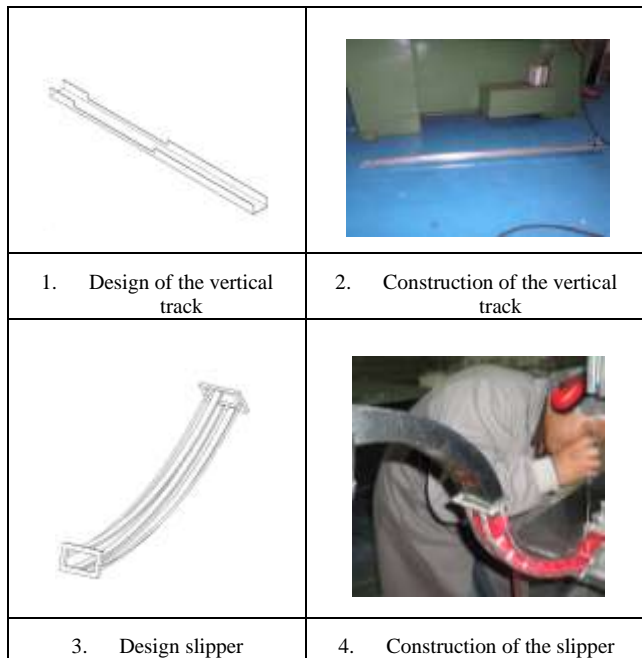 1. Design of the vertical
track
2. Construction of the vertical
track
3. Design slipper
4. Construction of the slipper